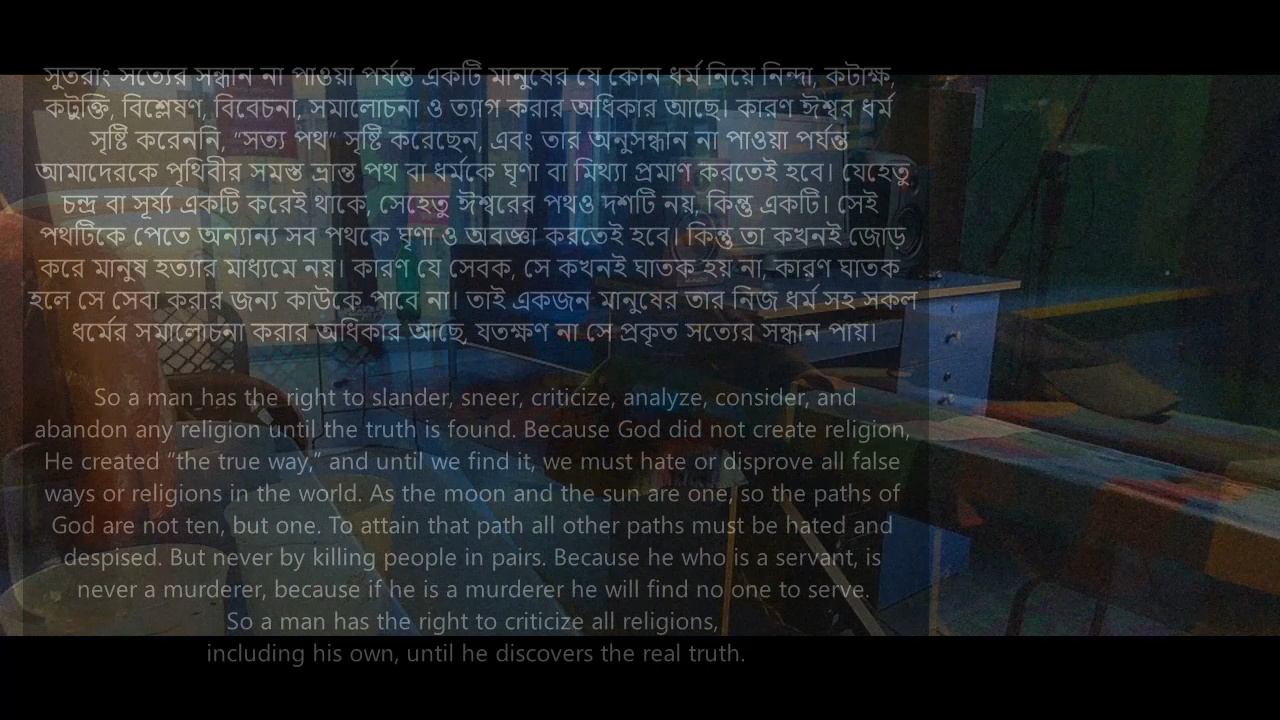 সুতরাং সত্যের সন্ধান না পাওয়া পর্যন্ত একটি মানুষের যে কোন ধর্ম নিয়ে নিন্দা, কটাক্ষ,
কটুক্তি, বিশ্লেষণ, বিবেচনা, সমালোচনা ও ত্যাগ করার অধিকার আছে। কারণ ঈশ্বর ধর্ম
সৃষ্টি করেননি, “সত্য পথ” সৃষ্টি করেছেন, এবং তার অনুসন্ধান না পাওয়া পর্যন্ত
আমাদেরকে পৃথিবীর সমস্ত ভ্রান্ত পথ বা ধর্মকে ঘৃণা বা মিথ্যা প্রমাণ করতেই হবে। যেহেতু
চন্দ্র বা সূর্য্য একটি করেই থাকে, সেহেতু ঈশ্বরের পথও দশটি নয়, কিন্তু একটি। সেই
পথটিকে পেতে অন্যান্য সব পথকে ঘৃণা ও অবজ্ঞা করতেই হবে। কিন্তু তা কখনই জোড়
করে মানুষ হত্যার মাধ্যমে নয়। কারণ যে সেবক, সে কখনই ঘাতক হয় না, কারণ ঘাতক
হলে সে সেবা করার জন্য কাউকে পাবে না। তাই একজন মানুষের তার নিজ ধর্ম সহ সকল
ধর্মের সমালোচনা করার অধিকার আছে, যতক্ষণ না সে প্রকৃত সত্যের সন্ধান পায়।
So a man has the right to slander, sneer, criticize, analyze, consider, and
abandon any religion until the truth is found. Because God did not create religion,
He created “the true way,” and until we find it, we must hate or disprove all false
ways or religions in the world. As the moon and the sun are one, so the paths of
God are not ten, but one. To attain that path all other paths must be hated and
despised. But never by killing people in pairs. Because he who is a servant, is
never a murderer, because if he is a murderer he will find no one to serve.
So a man has the right to criticize all religions,
including his own, until he discovers the real truth.